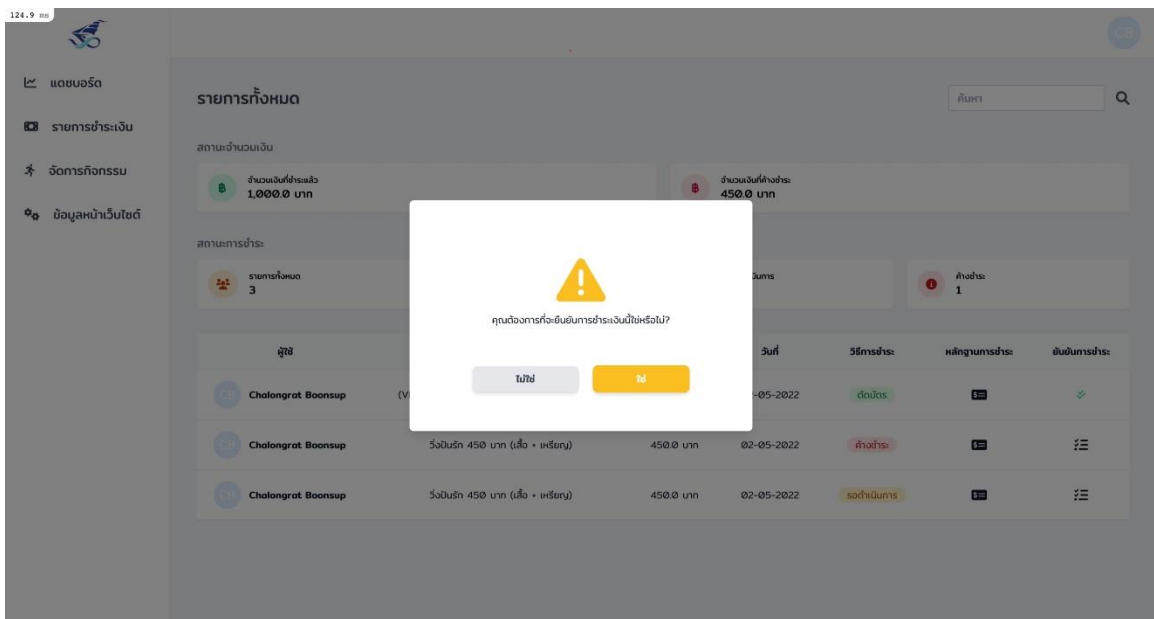 124.9 ms
CB
แดชบอร์ด
รายการชำระเงิน
จัดการกิจกรรม
ข้อมูลหน้าเว็บไซต์
รายการทั้งหมด
ค้นหา
สถานะจำนวนเงิน
จำนวนเงินที่ชำระแล้ว
1,000.0 บาท
จำนวนเงินที่ค้างชำระ
450.0 บาท
สถานะการชำระ
รายการทั้งหมด
3
ค้างชำระ
1
คุณต้องการที่จะยืนยันการชำระเงินนี้ใช่หรือไม่?
ไม่ใช่ ใช่
ผู้ใช้ วันที่ วิธีการชำระ หลักฐานการชำระ ยืนยันการชำระ
CB Chalongrat Boonsup -05-2022 ตัดบัตร
CB Chalongrat Boonsup วิ่งปันรัก 450 บาท (เสื้อ + เหรียญ) 450.0 บาท 02-05-2022 ค้างชำระ
CB Chalongrat Boonsup วิ่งปันรัก 450 บาท (เสื้อ + เหรียญ) 450.0 บาท 02-05-2022 รอดำเนินการ